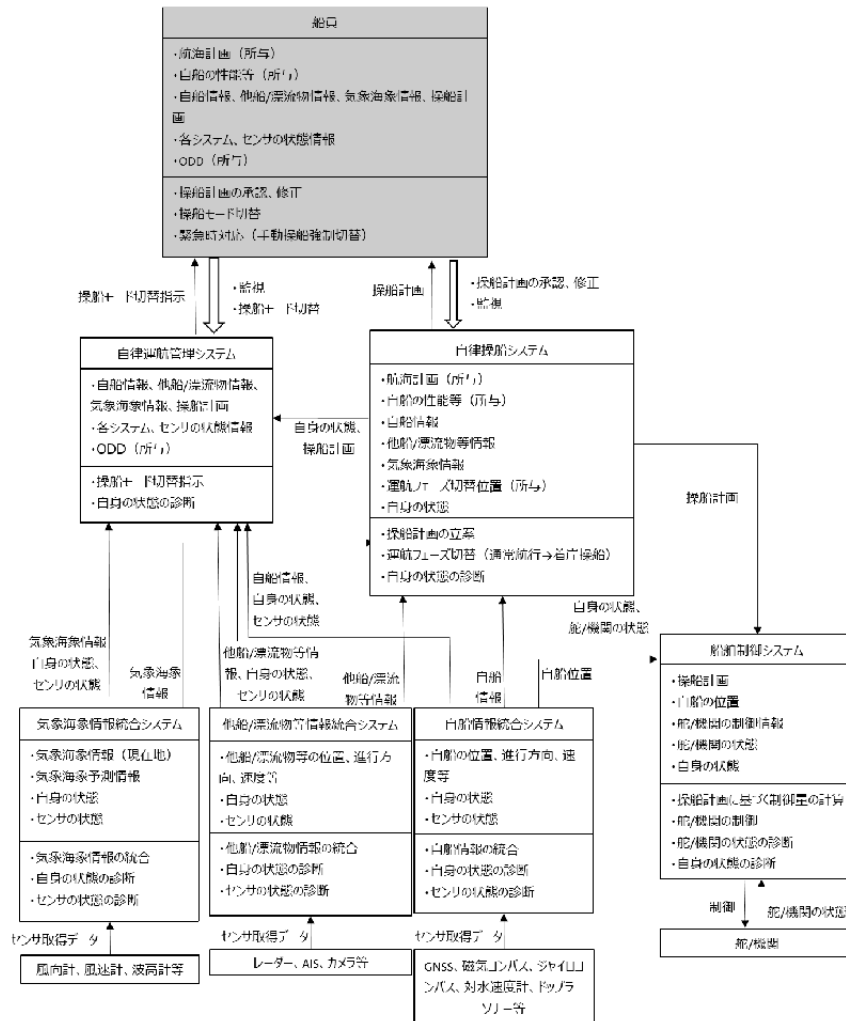 船員
・航海計画（所与）
・自船の性能等（所与）
・自船情報、他船/漂流物情報、気象海象情報、操船計
画
・各システム、センサの状態情報
・ODD（所与）
・操船計画の承認、修正
・操船モード切替
・緊急時対応（手動操船強制切替）
操船モード切替指示
・監視
・操船モード切替
操船計画
・操船計画の承認、修正
・監視
自律運航管理システム
・自船情報、他船/漂流物情報、
気象海象情報、操船計画
・各システム、センサの状態情報
・ODD（所与）
・操船モード切替指示
・自身の状態の診断
自身の状態、
操船計画
自律操船システム
・航海計画（所与）
・自船の性能等（所与）
・自船情報
・他船/漂流物等情報
・気象海象情報
・運航フェーズ切替位置（所与）
・自身の状態
・操船計画の立案
・運航フェーズ切替（通常航行→着岸操船）
・自身の状態の診断
操船計画
気象海象情報
自身の状態、
センサの状態
気象海象
情報
自船情報、
自身の状態、
センサの状態
他船/漂流物等情
報、自身の状態、
センサの状態
他船/漂流
物等情報
自船
情報
自船位置
自身の状態、
舵/機関の状態
気象海象情報統合システム
・気象海象情報（現在地）
・気象海象予測情報
・自身の状態
・センサの状態
・気象海象情報の統合
・自身の状態の診断
・センサの状態の診断
センサ取得データ
風向計、風速計、波高計等
他船/漂流物等情報統合システム
・他船/漂流物等の位置、進行方
向、速度等
・自身の状態
・センサの状態
・他船/漂流物情報の統合
・自身の状態の診断
・センサの状態の診断
センサ取得データ
レーダー、AIS、カメラ等
自船情報統合システム
・自船の位置、進行方向、速
度等
・自身の状態
・センサの状態
・自船情報の統合
・自身の状態の診断
・センサの状態の診断
センサ取得データ
GNSS、磁気コンパス、ジャイロコ
ンパス、対水速度計、ドップラ
ソナー等
船舶制御システム
・操船計画
・自船の位置
・舵/機関の制御情報
・舵/機関の状態
・自身の状態
・操船計画に基づく制御量の計算
・舵/機関の制御
・舵/機関の状態の診断
・自身の状態の診断
制御
舵/機関の状態
舵/機関